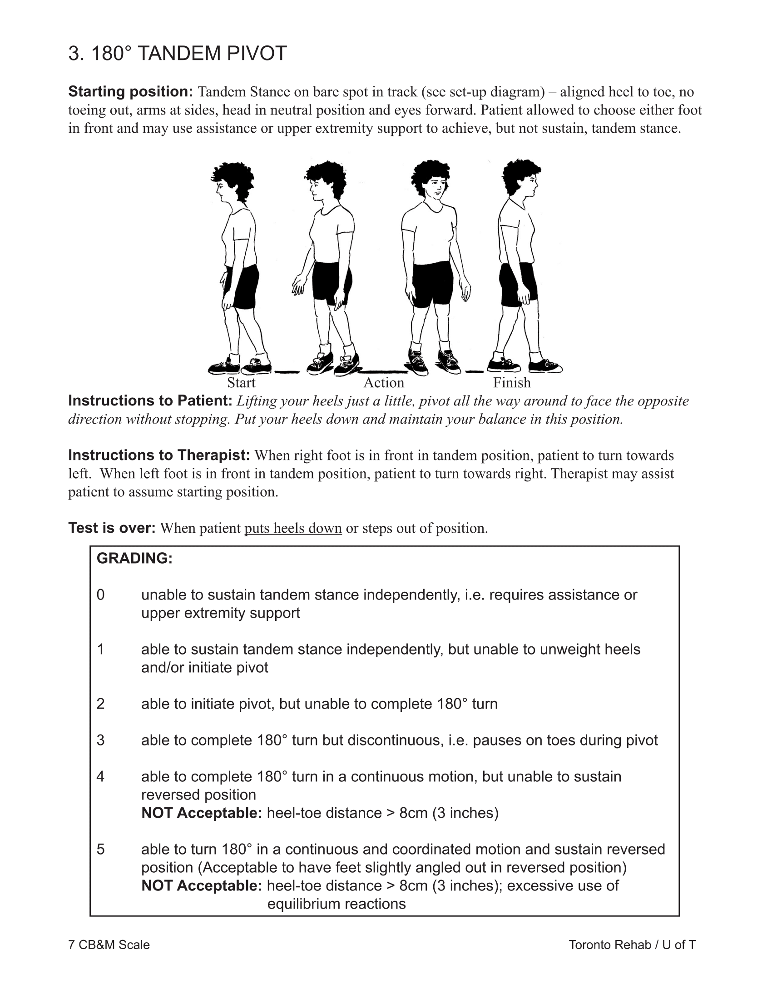 3. 180° TANDEM PIVOT
Starting position: Tandem Stance on bare spot in track (see set-up diagram) – aligned heel to toe, no
toeing out, arms at sides, head in neutral position and eyes forward. Patient allowed to choose either foot
in front and may use assistance or upper extremity support to achieve, but not sustain, tandem stance.
Start Action Finish
Instructions to Patient: Lifting your heels just a little, pivot all the way around to face the opposite
direction without stopping. Put your heels down and maintain your balance in this position.
Instructions to Therapist: When right foot is in front in tandem position, patient to turn towards
left.  When left foot is in front in tandem position, patient to turn towards right. Therapist may assist
patient to assume starting position.
Test is over: When patient puts heels down or steps out of position.
GRADING:
0 unable to sustain tandem stance independently, i.e. requires assistance or
upper extremity support
1 able to sustain tandem stance independently, but unable to unweight heels
and/or initiate pivot
2 able to initiate pivot, but unable to complete 180° turn
3 able to complete 180° turn but discontinuous, i.e. pauses on toes during pivot
4 able to complete 180° turn in a continuous motion, but unable to sustain
reversed position
NOT Acceptable: heel-toe distance > 8cm (3 inches)
5 able to turn 180° in a continuous and coordinated motion and sustain reversed
position (Acceptable to have feet slightly angled out in reversed position)
NOT Acceptable: heel-toe distance > 8cm (3 inches); excessive use of
equilibrium reactions
7 CB&M Scale Toronto Rehab / U of T